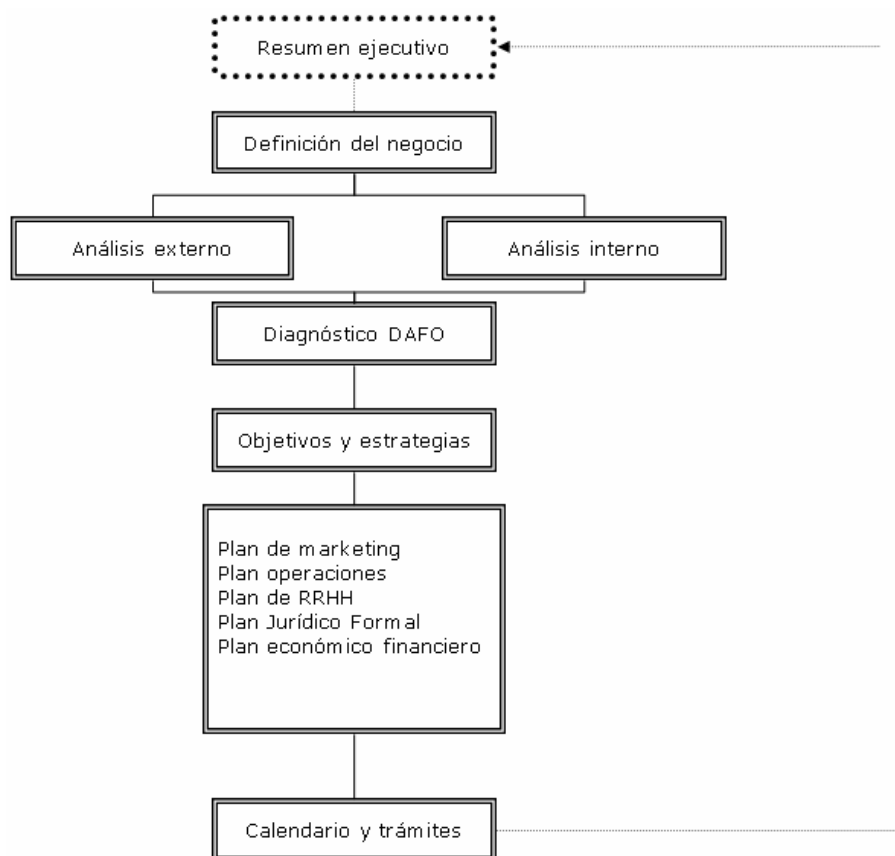 Resumen ejecutivo
Definición del negocio
Análisis externo
Análisis interno
Diagnóstico DAFO
Objetivos y estrategias
Plan de marketing
Plan operaciones
Plan de RRHH
Plan Jurídico Formal
Plan económico financiero
Calendario y trámites